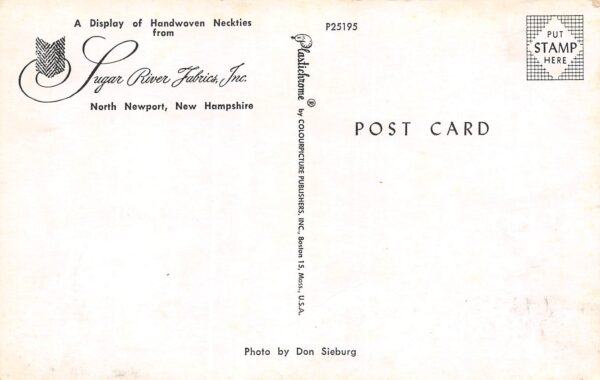 A Display of Handwoven Neckties
from
Sugar River Fabrics, Inc.
North Newport, New Hampshire
P25195
Plastichrome ® by COLOURPICTURE PUBLISHERS, INC., Boston 15, Mass., U.S.A.
PUT
STAMP
HERE
POST CARD
Photo by Don Sieburg